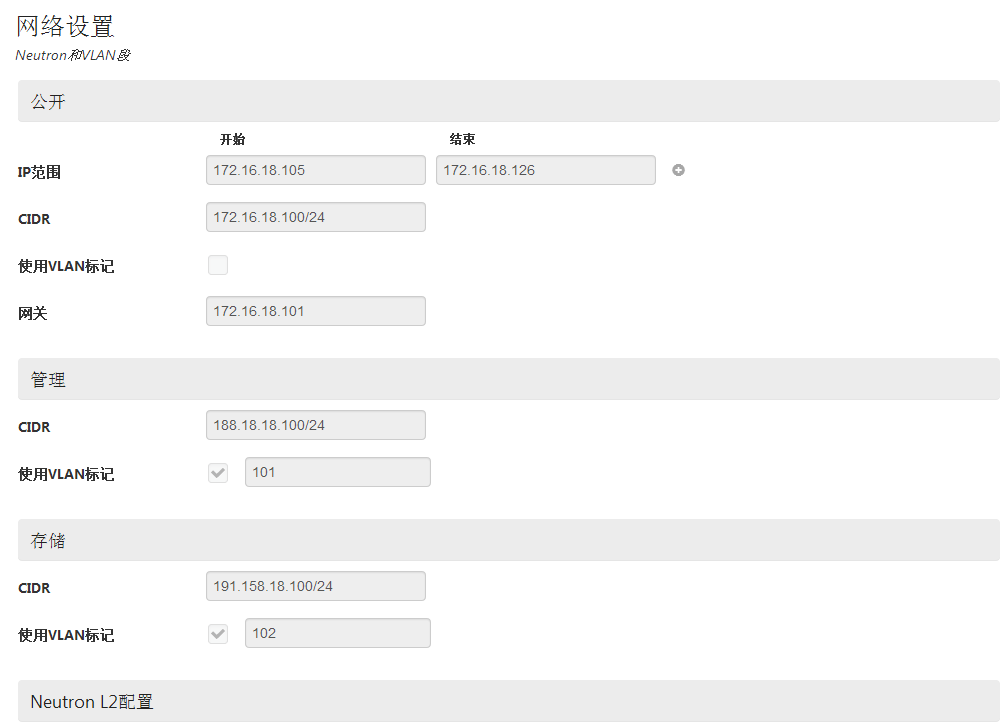 网络设置
Neutron和VLAN段
公开
开始 结束
IP范围 172.16.18.105 172.16.18.126
CIDR 172.16.18.100/24
使用VLAN标记
网关 172.16.18.101
管理
CIDR 188.18.18.100/24
使用VLAN标记 101
存储
CIDR 191.158.18.100/24
使用VLAN标记 102
Neutron L2配置